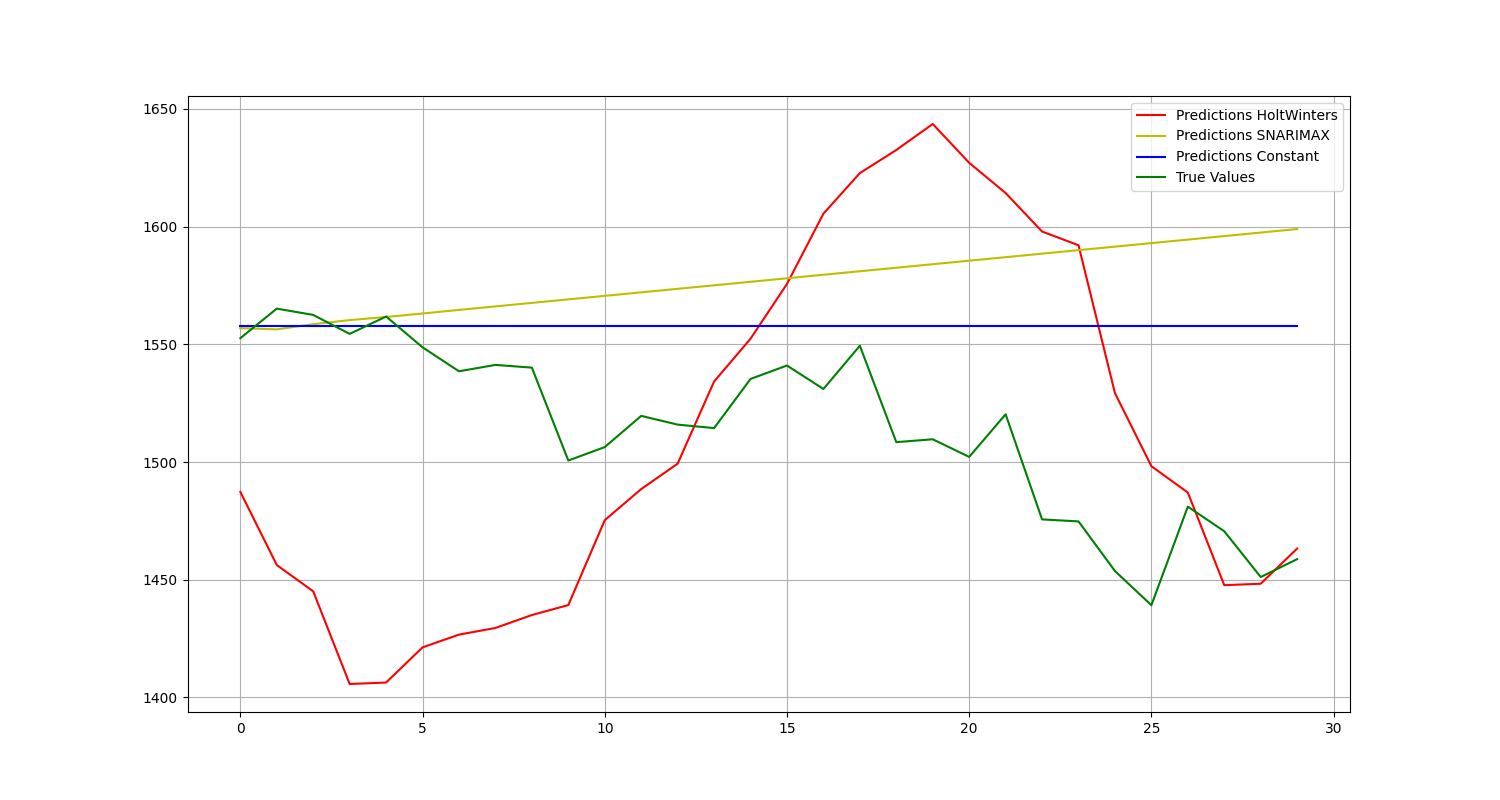 1650
1600
1550
1500
1450
1400
0 5 10 15 20 25 30
Predictions HoltWinters
Predictions SNARIMAX
Predictions Constant
True Values